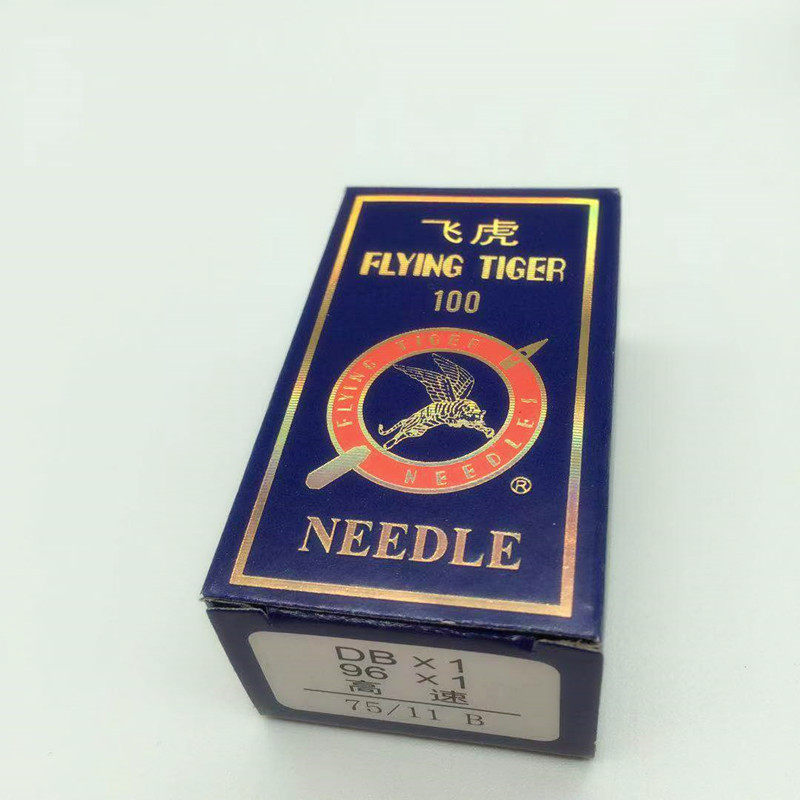 飞虎
FLYING TIGER
100
FLYING TIGER
NEEDLES
®
NEEDLE
DB × 1
96 × 1
高 速
75/11 B